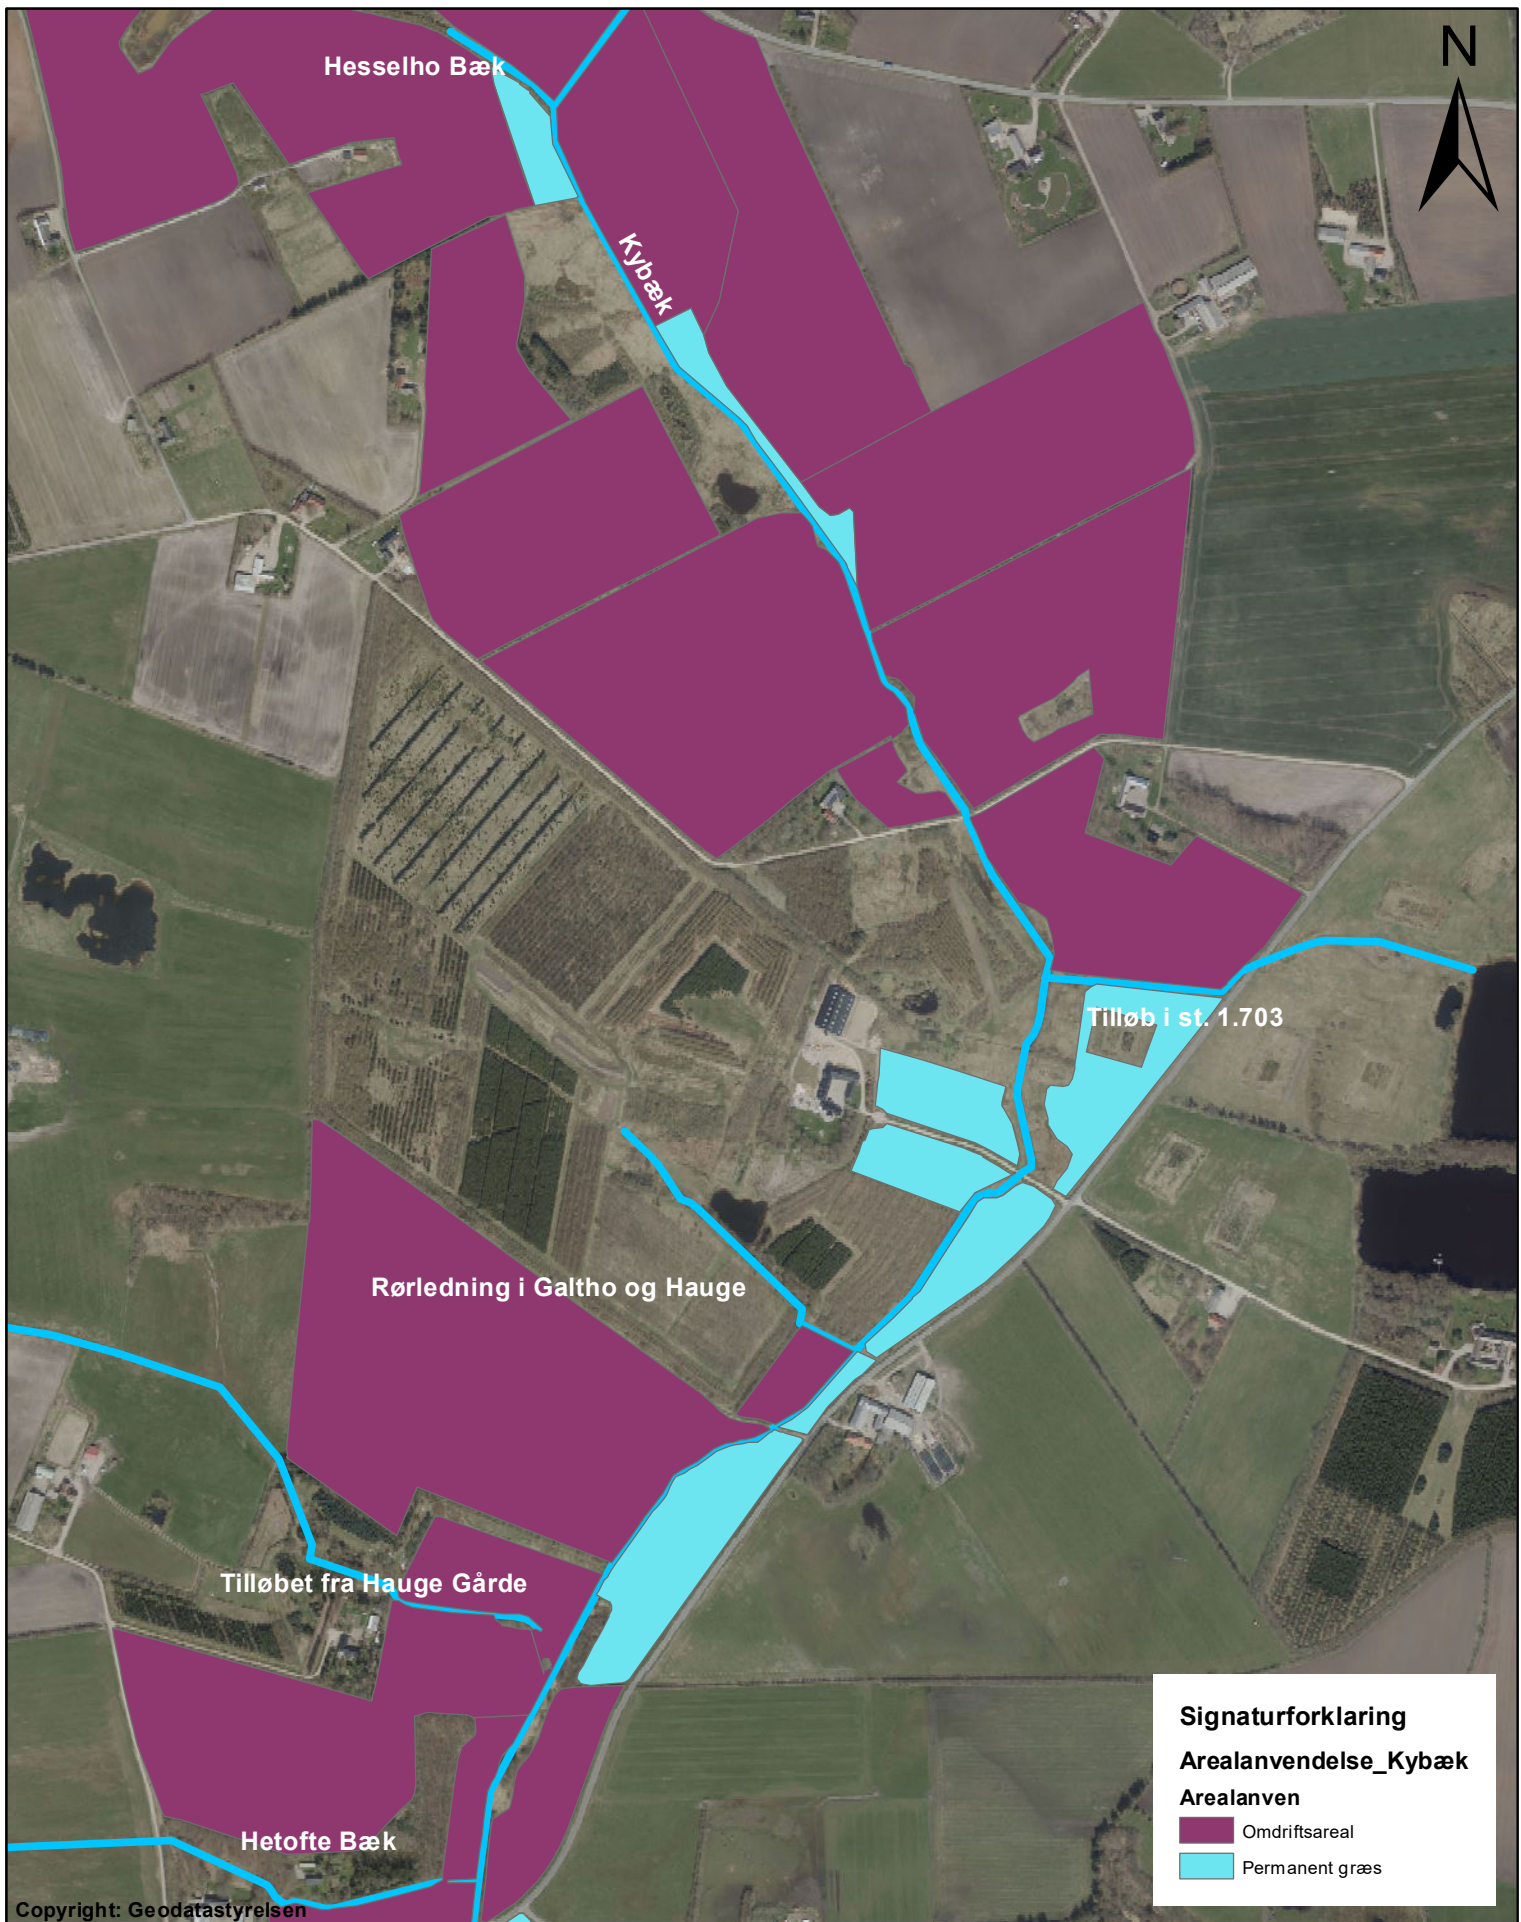 N
Hesselho Bæk
Kybæk
Tilløb i st. 1.703
Rørledning i Galtho og Hauge
Tilløbet fra Hauge Gårde
Hetofte Bæk
Signaturforklaring
Arealanvendelse_Kybæk
Arealanven
Omdriftsareal
Permanent græs
Copyright: Geodatastyrelsen